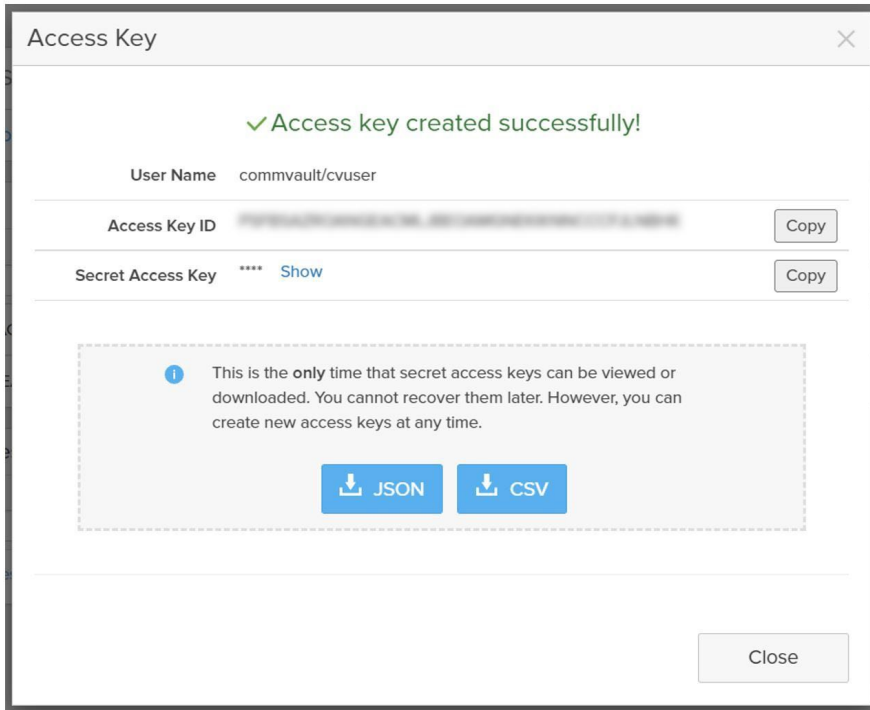 Access Key
Access key created successfully!
User Name commvault/cvuser
Access Key ID Copy
Secret Access Key **** Show Copy
This is the only time that secret access keys can be viewed or
downloaded. You cannot recover them later. However, you can
create new access keys at any time.
JSON CSV
Close